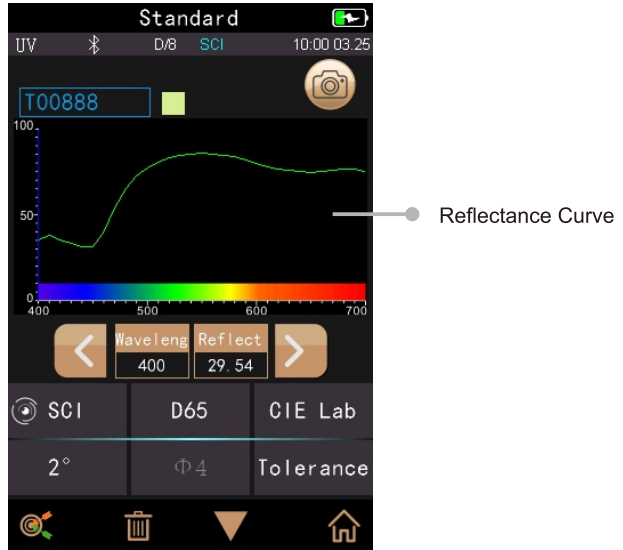 Standard
UV D/8 SCI 10:00 03.25
T00888
100
50
0
400 500 600 700
Reflectance Curve
Waveleng Reflect
400 29.54
SCI D65 CIE Lab
2° Φ4 Tolerance